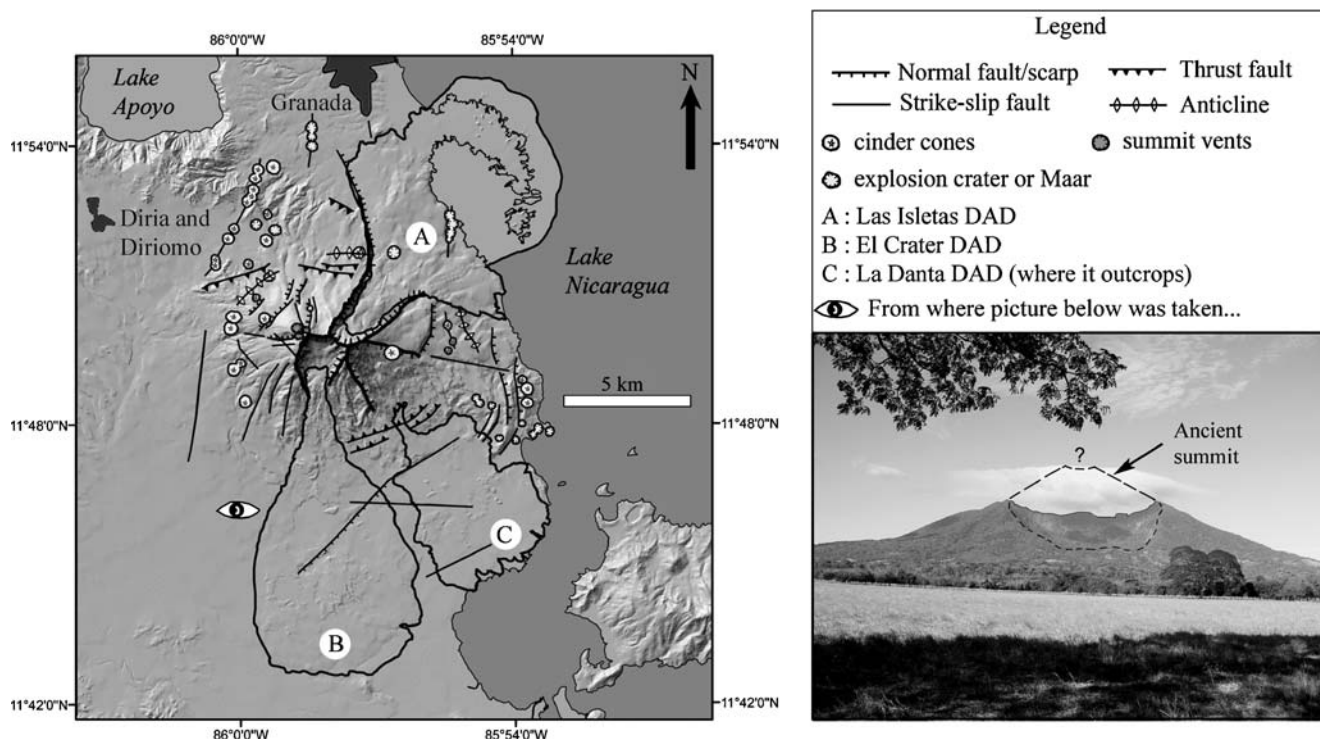 86°0'0"W
85°54'0"W
Lake
Apoyo
Granada
N
11°54'0"N
11°54'0"N
Diria and
Diriomo
A
Lake
Nicaragua
5 km
11°48'0"N
11°48'0"N
C
B
11°42'0"N
11°42'0"N
86°0'0"W
85°54'0"W
Legend
Normal fault/scarp
Thrust fault
Strike-slip fault
Anticline
cinder cones
summit vents
explosion crater or Maar
A : Las Isletas DAD
B : El Crater DAD
C : La Danta DAD (where it outcrops)
From where picture below was taken...
?
Ancient
summit